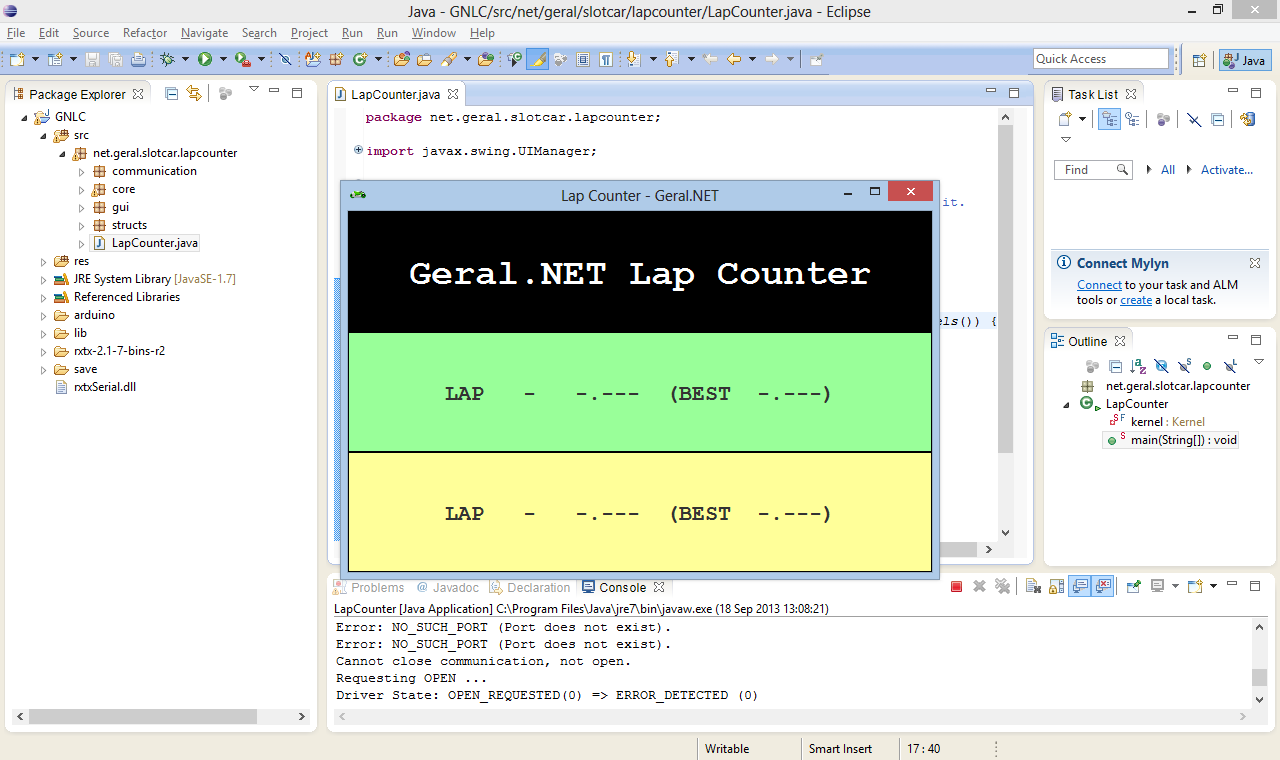 Java - GNLC/src/net/geral/slotcar/lapcounter/LapCounter.java - Eclipse
File Edit Source Refactor Navigate Search Project Run Run Window Help
Quick Access
Java
Package Explorer
GNLC
src
net.geral.slotcar.lapcounter
communication
core
gui
structs
LapCounter.java
res
JRE System Library [JavaSE-1.7]
Referenced Libraries
arduino
lib
rxtx-2.1-7-bins-r2
save
rxtxSerial.dll
LapCounter.java
package net.geral.slotcar.lapcounter;
import javax.swing.UIManager;
it.
els()) {
Lap Counter - Geral.NET
Geral.NET Lap Counter
LAP - -.--- (BEST -.---)
LAP - -.--- (BEST -.---)
Task List
Find All Activate...
Connect Mylyn
Connect to your task and ALM
tools or create a local task.
Outline
net.geral.slotcar.lapcounter
LapCounter
kernel : Kernel
main(String[]) : void
Problems @ Javadoc Declaration Console
LapCounter [Java Application] C:\Program Files\Java\jre7\bin\javaw.exe (18 Sep 2013 13:08:21)
Error: NO_SUCH_PORT (Port does not exist).
Error: NO_SUCH_PORT (Port does not exist).
Cannot close communication, not open.
Requesting OPEN ...
Driver State: OPEN_REQUESTED(0) => ERROR_DETECTED (0)
Writable Smart Insert 17 : 40